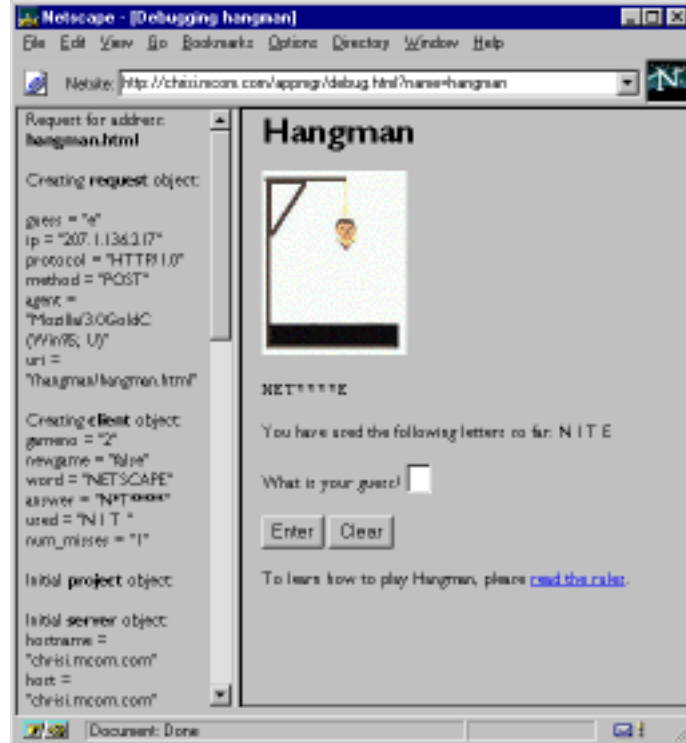 Netscape - [Debugging hangman]
File Edit View Go Bookmarks Options Directory Window Help
Netsite: http://chrisi.mcom.com/appmgr/debug.html?name=hangman
N
Request for address:
hangman.html
Creating request object:
guess = "e"
ip = "207.1.136.217"
protocol = "HTTP/1.0"
method = "POST"
agent =
"Mozilla/3.0GoldC
(Win95; U)"
uri =
"/hangman/hangman.html"
Creating client object:
gameno = "2"
newgame = "false"
word = "NETSCAPE"
answer = "N*T*****"
used = "N I T "
num_misses = "1"
Initial project object:
Initial server object:
hostname =
"chrisi.mcom.com"
host =
"chrisi.mcom.com"
Hangman
NET****E
You have used the following letters so far: N I T E
What is your guess?
Enter Clear
To learn how to play Hangman, please read the rules.
Document: Done